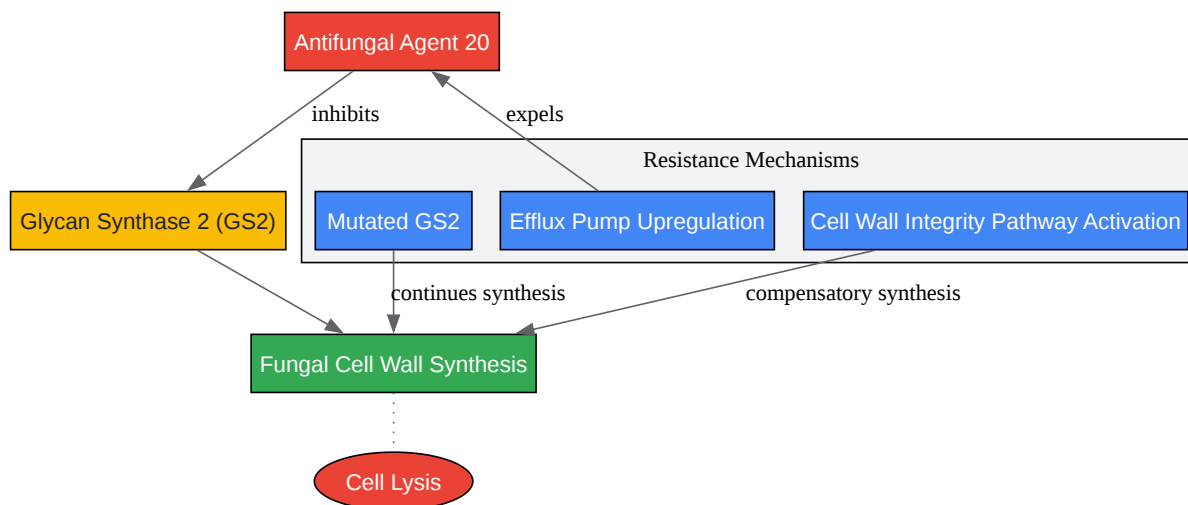 Antifungal Agent 20
inhibits
expels
Resistance Mechanisms
Glycan Synthase 2 (GS2)
Mutated GS2
Efflux Pump Upregulation
Cell Wall Integrity Pathway Activation
continues synthesis
compensatory synthesis
Fungal Cell Wall Synthesis
Cell Lysis